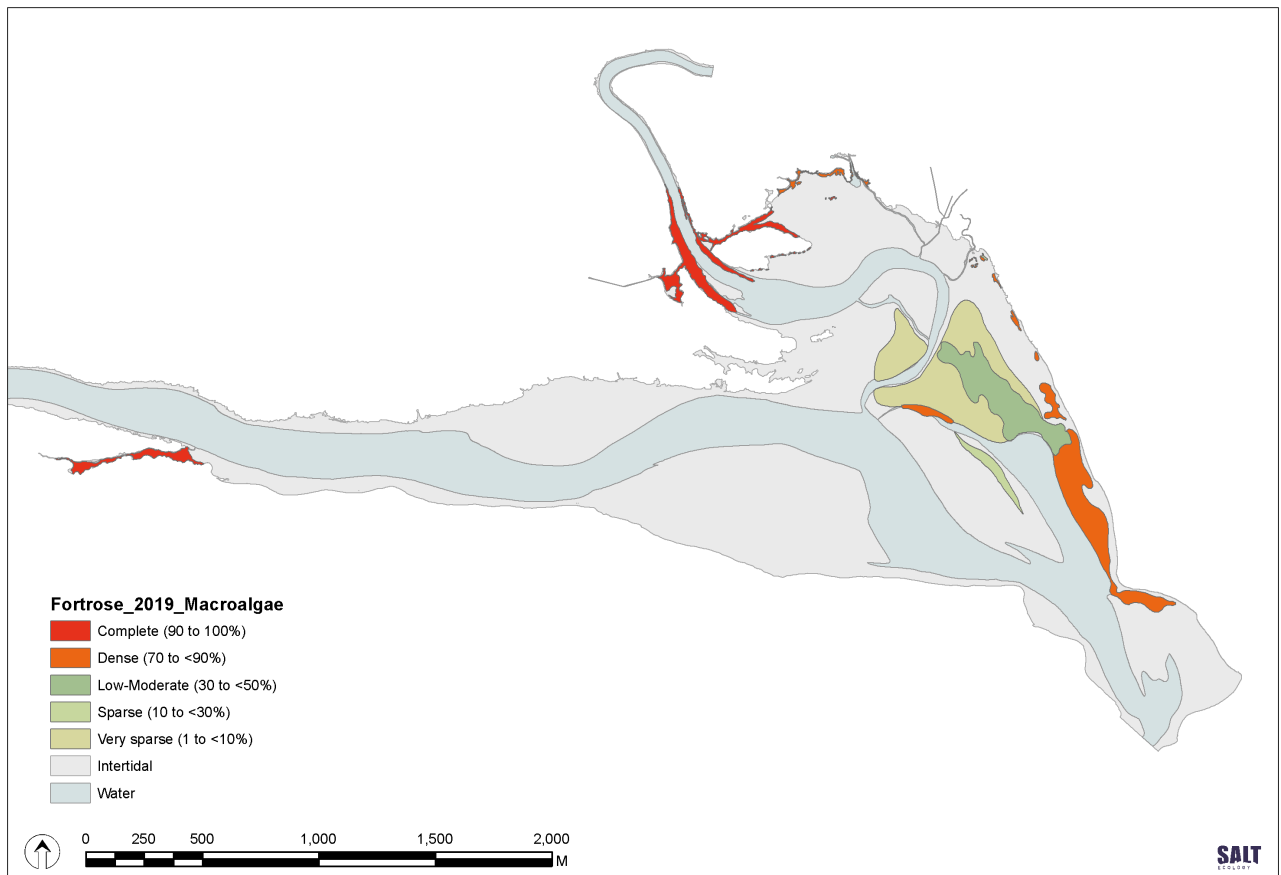 Fortrose_2019_Macroalgae
Complete (90 to 100%)
Dense (70 to <90%)
Low-Moderate (30 to <50%)
Sparse (10 to <30%)
Very sparse (1 to <10%)
Intertidal
Water
0 250 500 1,000 1,500 2,000
M
SALT
ECOLOGY